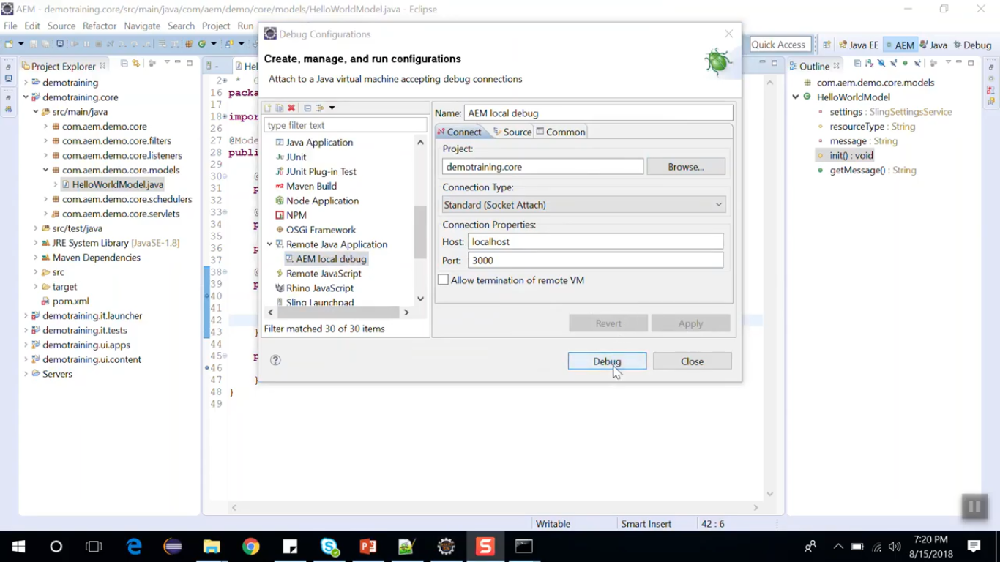 AEM - demotraining.core/src/main/java/com/aem/demo/core/models/HelloWorldModel.java - Eclipse
File Edit Source Refactor Navigate Search Project Run
Quick Access
Java EE
AEM
Java
Debug
Project Explorer
demotraining
demotraining.core
src/main/java
com.aem.demo.core
com.aem.demo.core.filters
com.aem.demo.core.listeners
com.aem.demo.core.models
HelloWorldModel.java
com.aem.demo.core.schedulers
com.aem.demo.core.servlets
src/test/java
JRE System Library [JavaSE-1.8]
Maven Dependencies
src
target
pom.xml
demotraining.it.launcher
demotraining.it.tests
demotraining.ui.apps
demotraining.ui.content
Servers
Hel
2 * C
16 pack
17
18 impor
26
27 @Mode
28 publi
29
30 @
31 p
32
33 @
34 p
35
36 p
37
38 @
39 p
40
41
42
43 }
44
45 p
46
47 }
48 }
49
Debug Configurations
Create, manage, and run configurations
Attach to a Java virtual machine accepting debug connections
type filter text
Java Application
JUnit
JUnit Plug-in Test
Maven Build
Node Application
NPM
OSGi Framework
Remote Java Application
AEM local debug
Remote JavaScript
Rhino JavaScript
Sling Launchpad
Filter matched 30 of 30 items
Name: AEM local debug
Connect Source Common
Project:
demotraining.core
Browse...
Connection Type:
Standard (Socket Attach)
Connection Properties:
Host: localhost
Port: 3000
Allow termination of remote VM
Revert Apply
Debug Close
Outline
com.aem.demo.core.models
HelloWorldModel
settings : SlingSettingsService
resourceType : String
message : String
init() : void
getMessage() : String
Writable Smart Insert 42 : 6
7:20 PM
8/15/2018